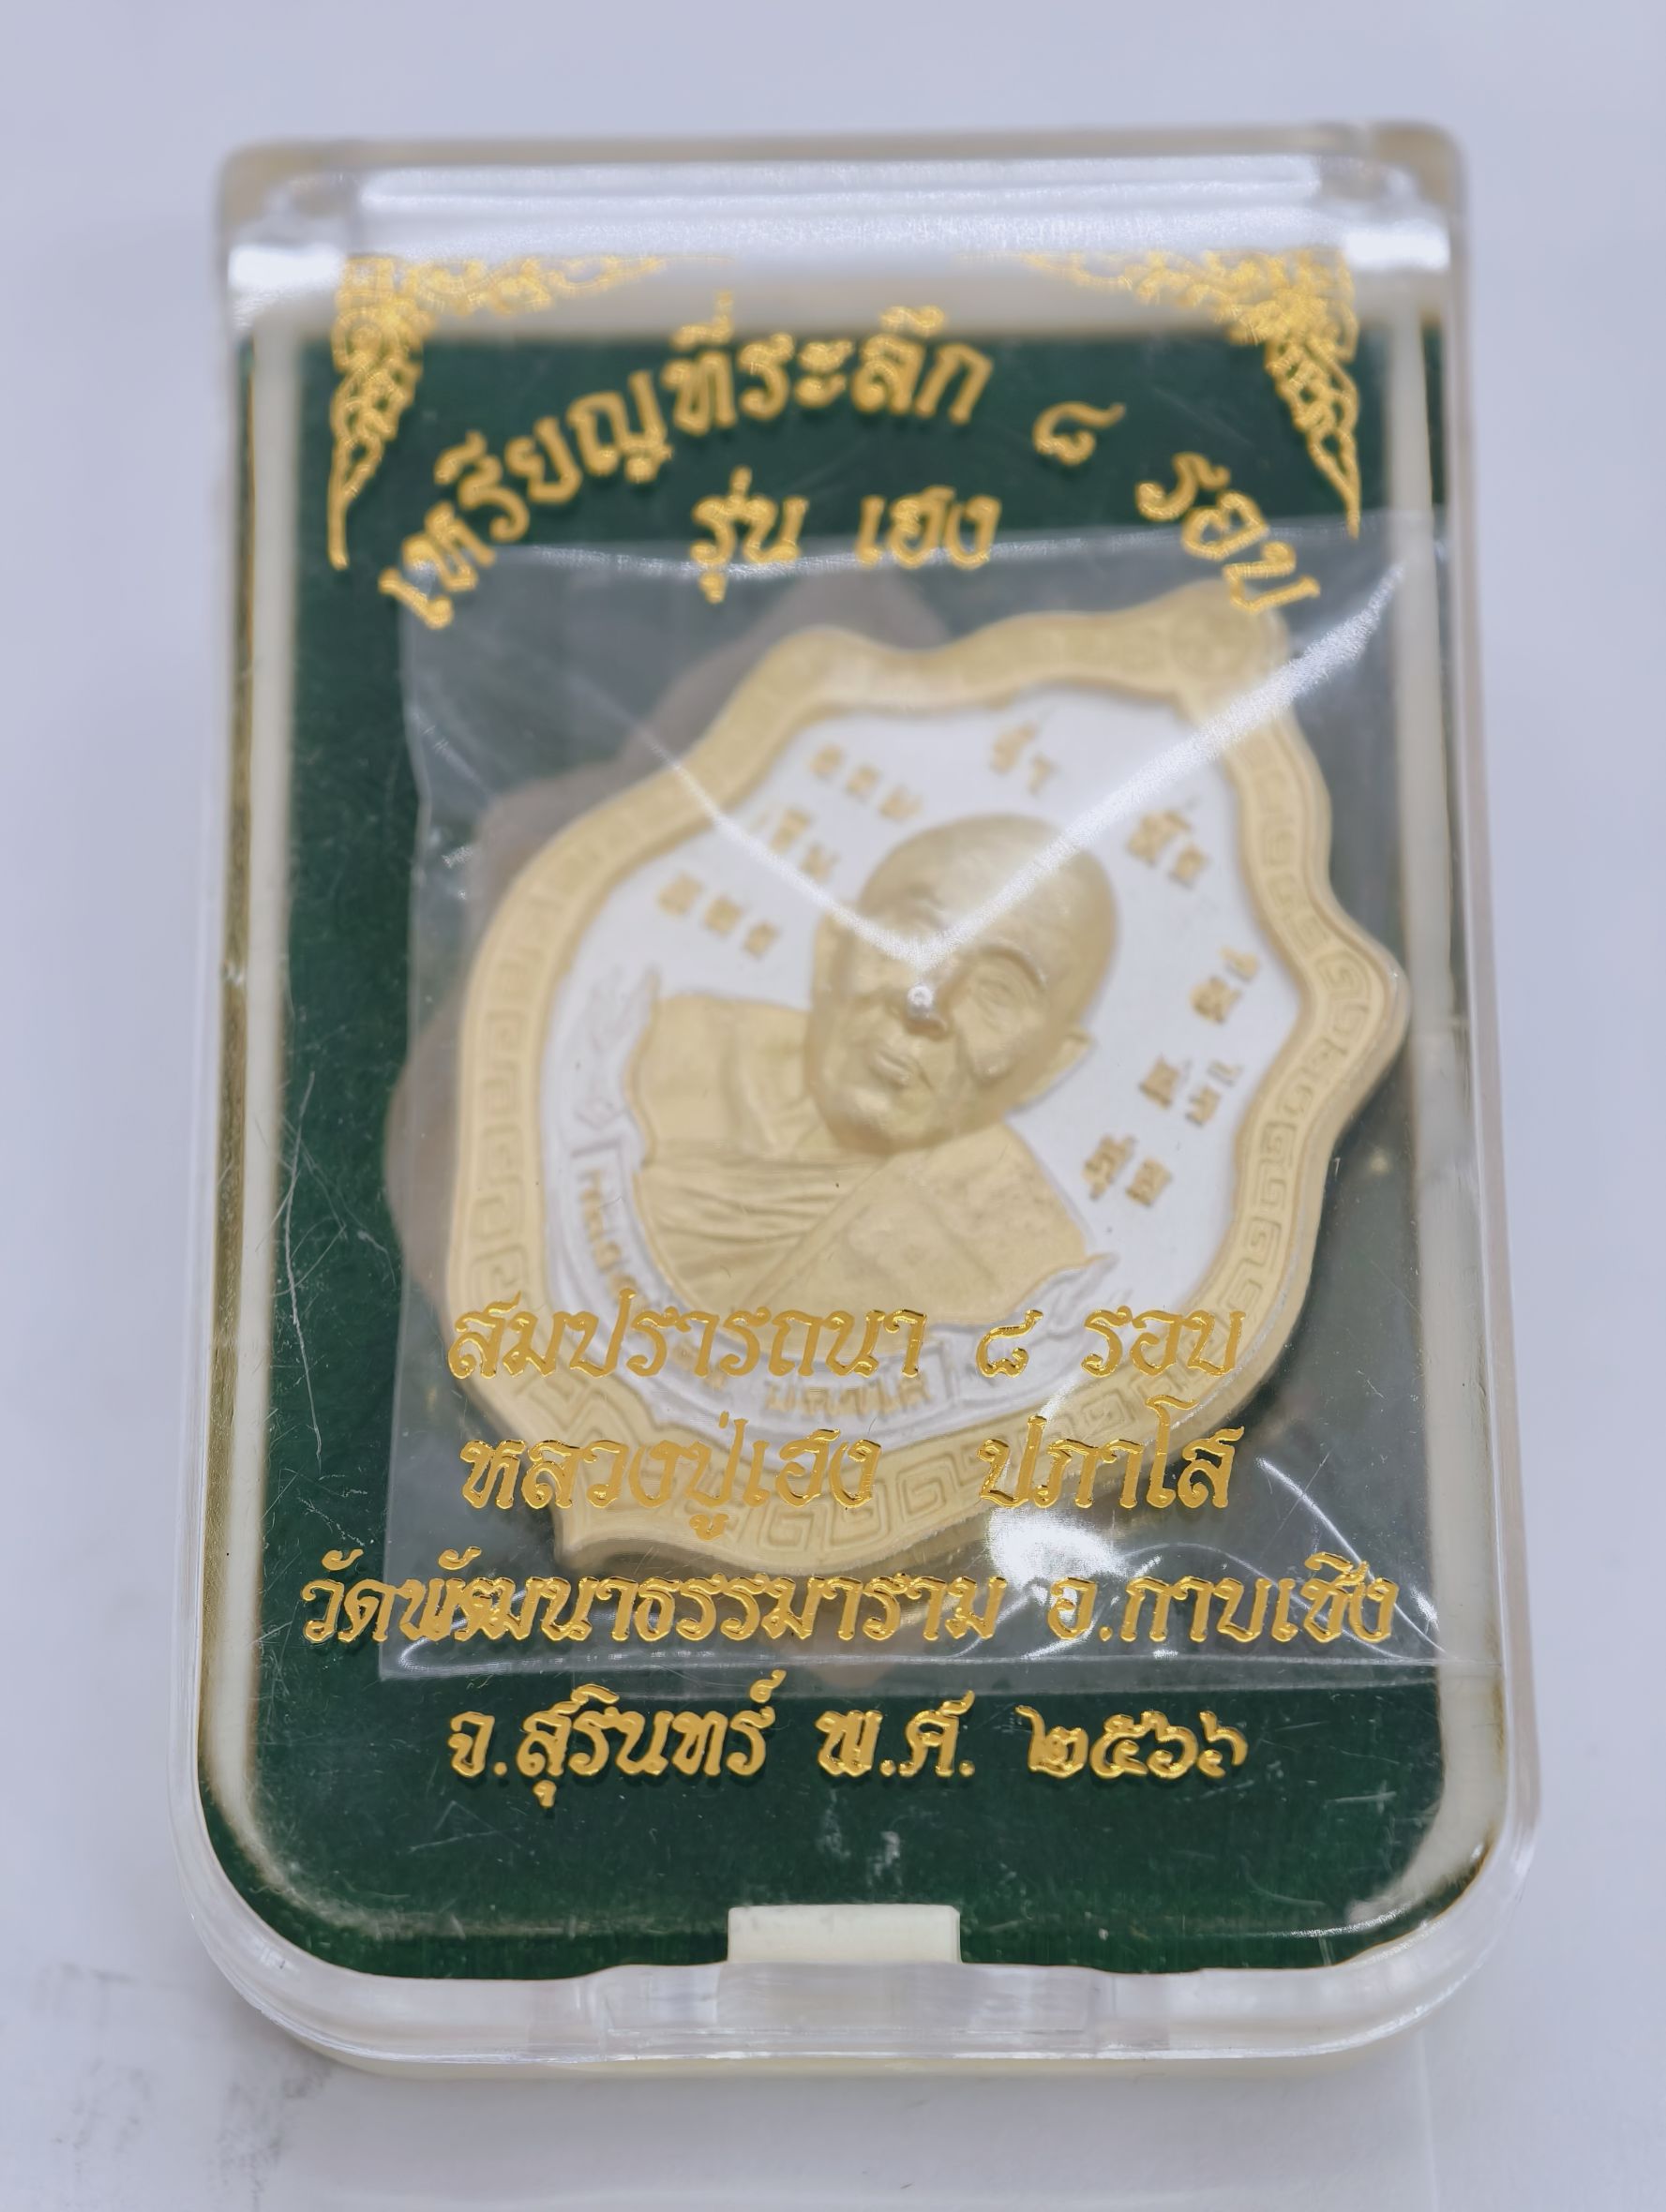 เหรียญที่ระลึก ๘ รอบ
รุ่น เฮง
สมปรารถนา ๘ รอบ
หลวงปู่เฮง ปภาโส
วัดพัฒนาธรรมาราม อ.กาบเชิง
จ.สุรินทร์ พ.ศ. ๒๕๖๖